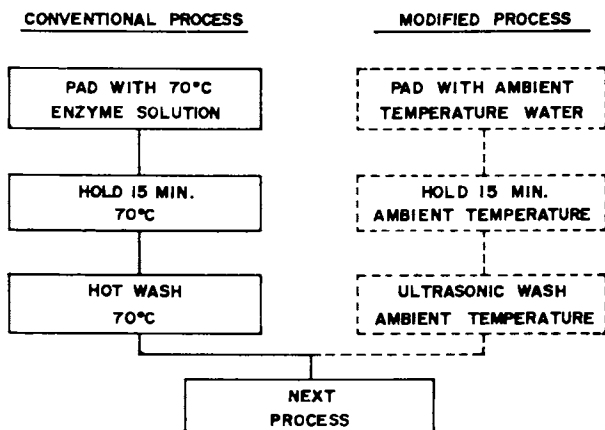 CONVENTIONAL PROCESS
PAD WITH 70°C
ENZYME SOLUTION
HOLD 15 MIN.
70°C
HOT WASH
70°C
MODIFIED PROCESS
PAD WITH AMBIENT
TEMPERATURE WATER
HOLD 15 MIN.
AMBIENT TEMPERATURE
ULTRASONIC WASH
AMBIENT TEMPERATURE
NEXT
PROCESS